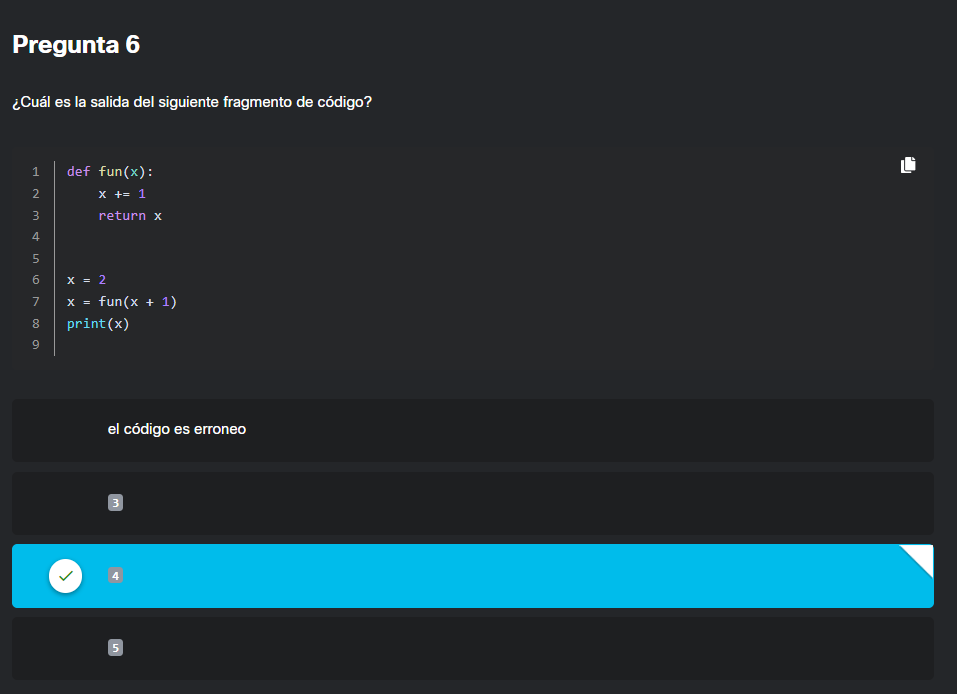 Pregunta 6
¿Cuál es la salida del siguiente fragmento de código?
1 def fun(x):
2     x += 1
3     return x
4
5
6 x = 2
7 x = fun(x + 1)
8 print(x)
9
el código es erroneo
3
4
5